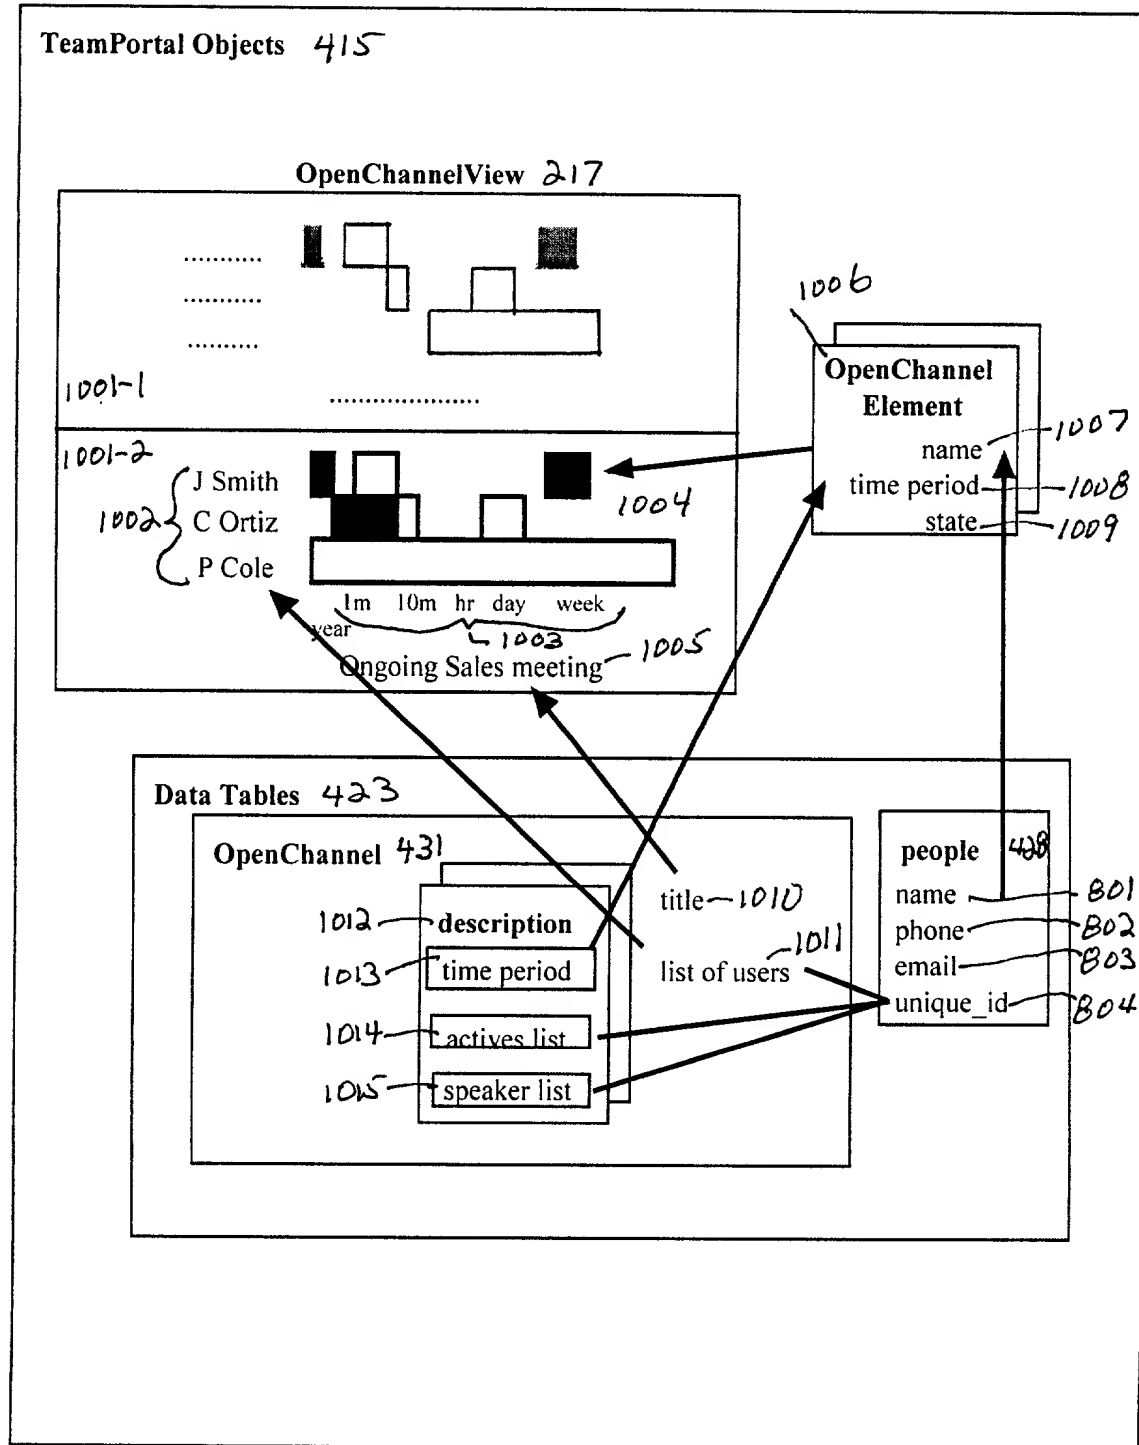 TeamPortal Objects 415
OpenChannelView 217
..........
..........
..........
1001-1
....................
1001-2
J Smith
1002
C Ortiz
P Cole
1004
1m 10m hr day week
year
1003
Ongoing Sales meeting 1005
1006
OpenChannel
Element
name 1007
time period 1008
state 1009
Data Tables 423
OpenChannel 431
1012 description
1013 time period
1014 actives list
1015 speaker list
title 1010
1011
list of users
people 428
name 801
phone 802
email 803
unique_id 804